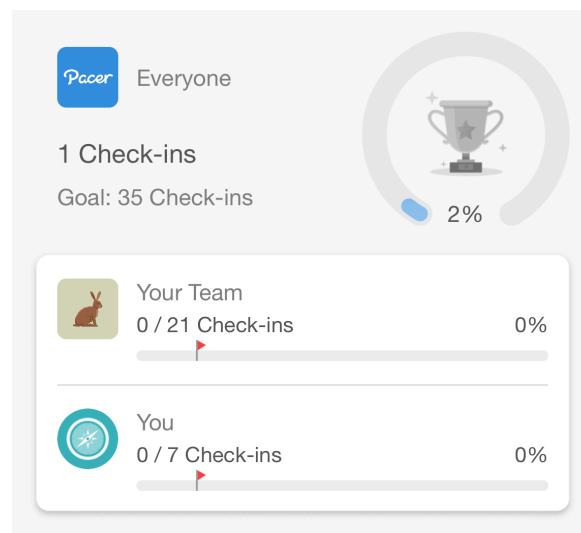 Pacer
Everyone
1 Check-ins
Goal: 35 Check-ins
2%
Your Team
0 / 21 Check-ins
0%
You
0 / 7 Check-ins
0%